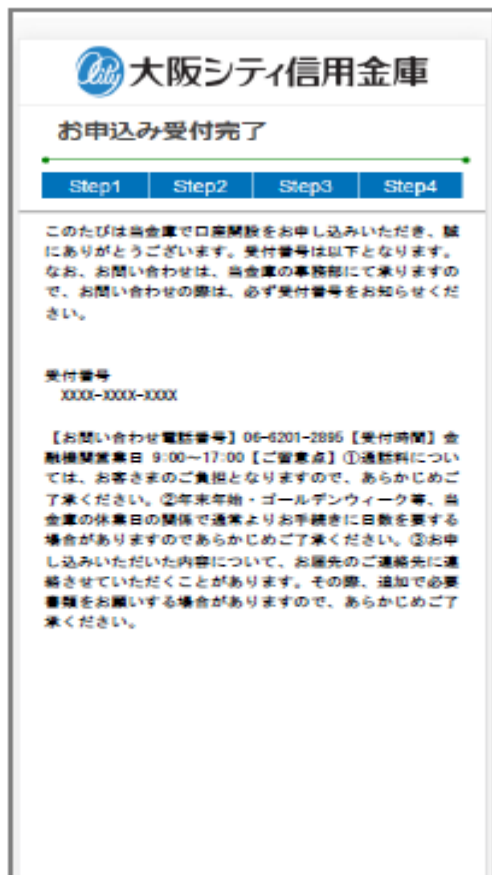 City 大阪シティ信用金庫
お申込み受付完了
Step1 Step2 Step3 Step4
このたびは当金庫で口座開設をお申し込みいただき、誠
にありがとうございます。受付番号は以下となります。
なお、お問い合わせは、当金庫の事務部にて承りますの
で、お問い合わせの際は、必ず受付番号をお知らせくだ
さい。
受付番号
XXXX-XXXX-XXXX
【お問い合わせ電話番号】06-6201-2895【受付時間】金
融機関営業日 9:00～17:00【ご留意点】①通話料につい
ては、お客さまのご負担となりますので、あらかじめご
了承ください。②年末年始・ゴールデンウィーク等、当
金庫の休業日の関係で通常よりお手続きに日数を要する
場合がありますのであらかじめご了承ください。③お申
し込みいただいた内容について、お届先のご連絡先に連
絡させていただくことがあります。その際、追加で必要
書類をお願いする場合がありますので、あらかじめご了
承ください。